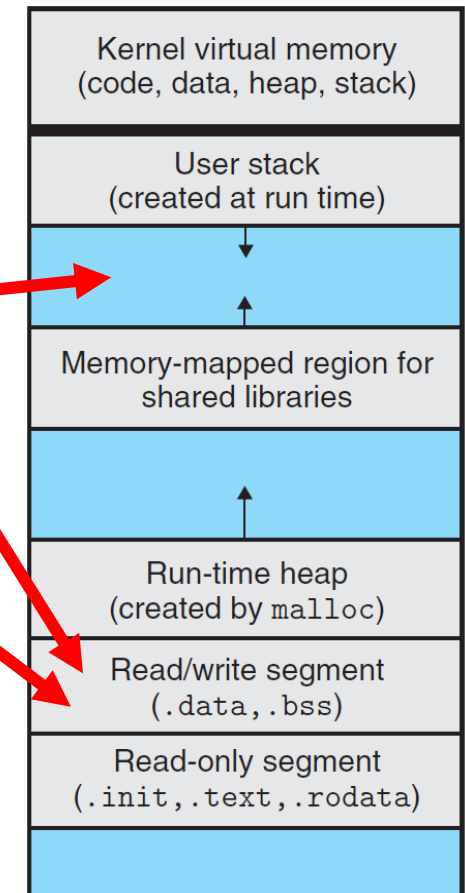 Kernel virtual memory
(code, data, heap, stack)
User stack
(created at run time)
Memory-mapped region for
shared libraries
Run-time heap
(created by malloc)
Read/write segment
(.data,.bss)
Read-only segment
(.init,.text,.rodata)